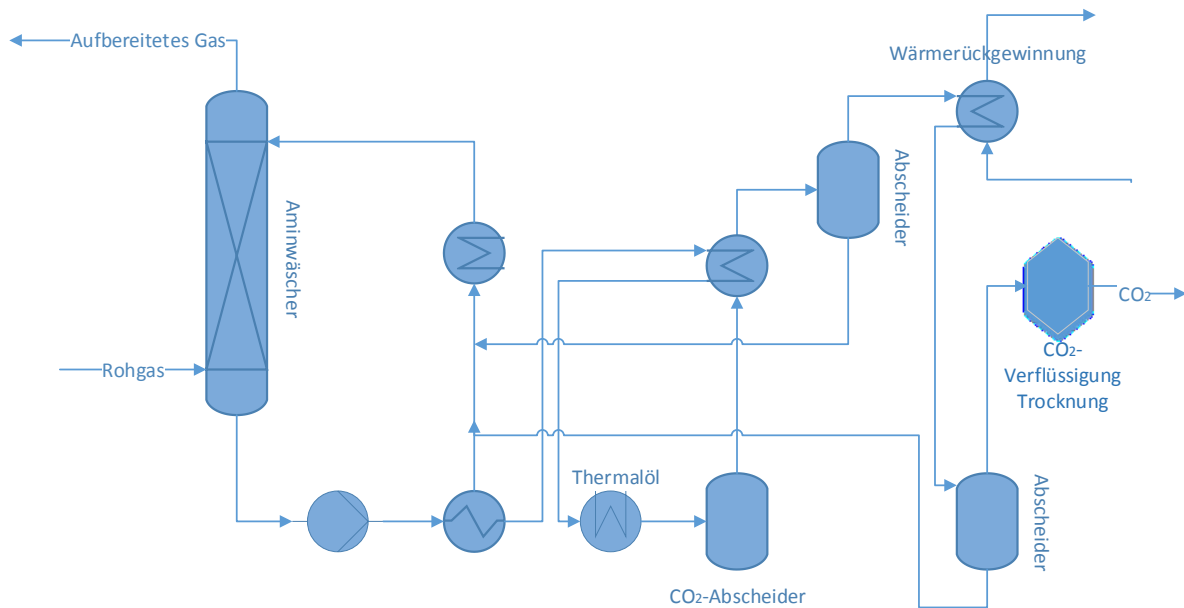 Aufbereitetes Gas
Wärmerückgewinnung
Abscheider
Aminwäscher
Rohgas
CO₂
CO₂-
Verflüssigung
Trocknung
Thermalöl
Abscheider
CO₂-Abscheider